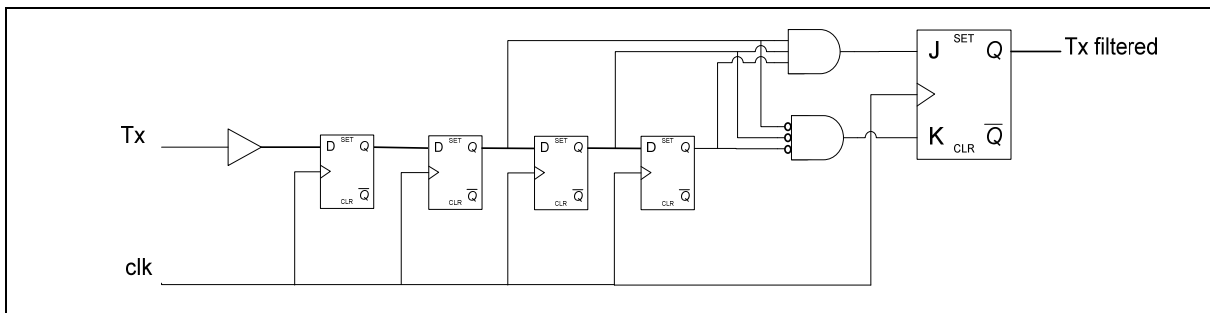 J SET Q Tx filtered
K CLR Q
Tx
D SET Q
Q
CLR
D SET Q
Q
CLR
D SET Q
Q
CLR
D SET Q
Q
CLR
clk